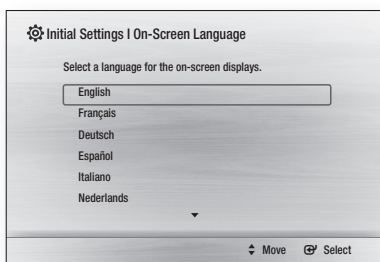 Initial Settings I On-Screen Language
Select a language for the on-screen displays.
English
Français
Deutsch
Español
Italiano
Nederlands
Move Select